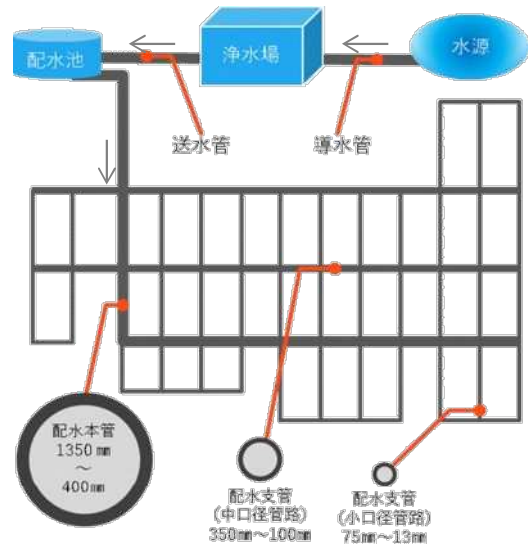 配水池
浄水場
水源
送水管
導水管
配水本管
1350㎜
～
400㎜
配水支管
(中口径管路)
350㎜～100㎜
配水支管
(小口径管路)
75㎜～13㎜